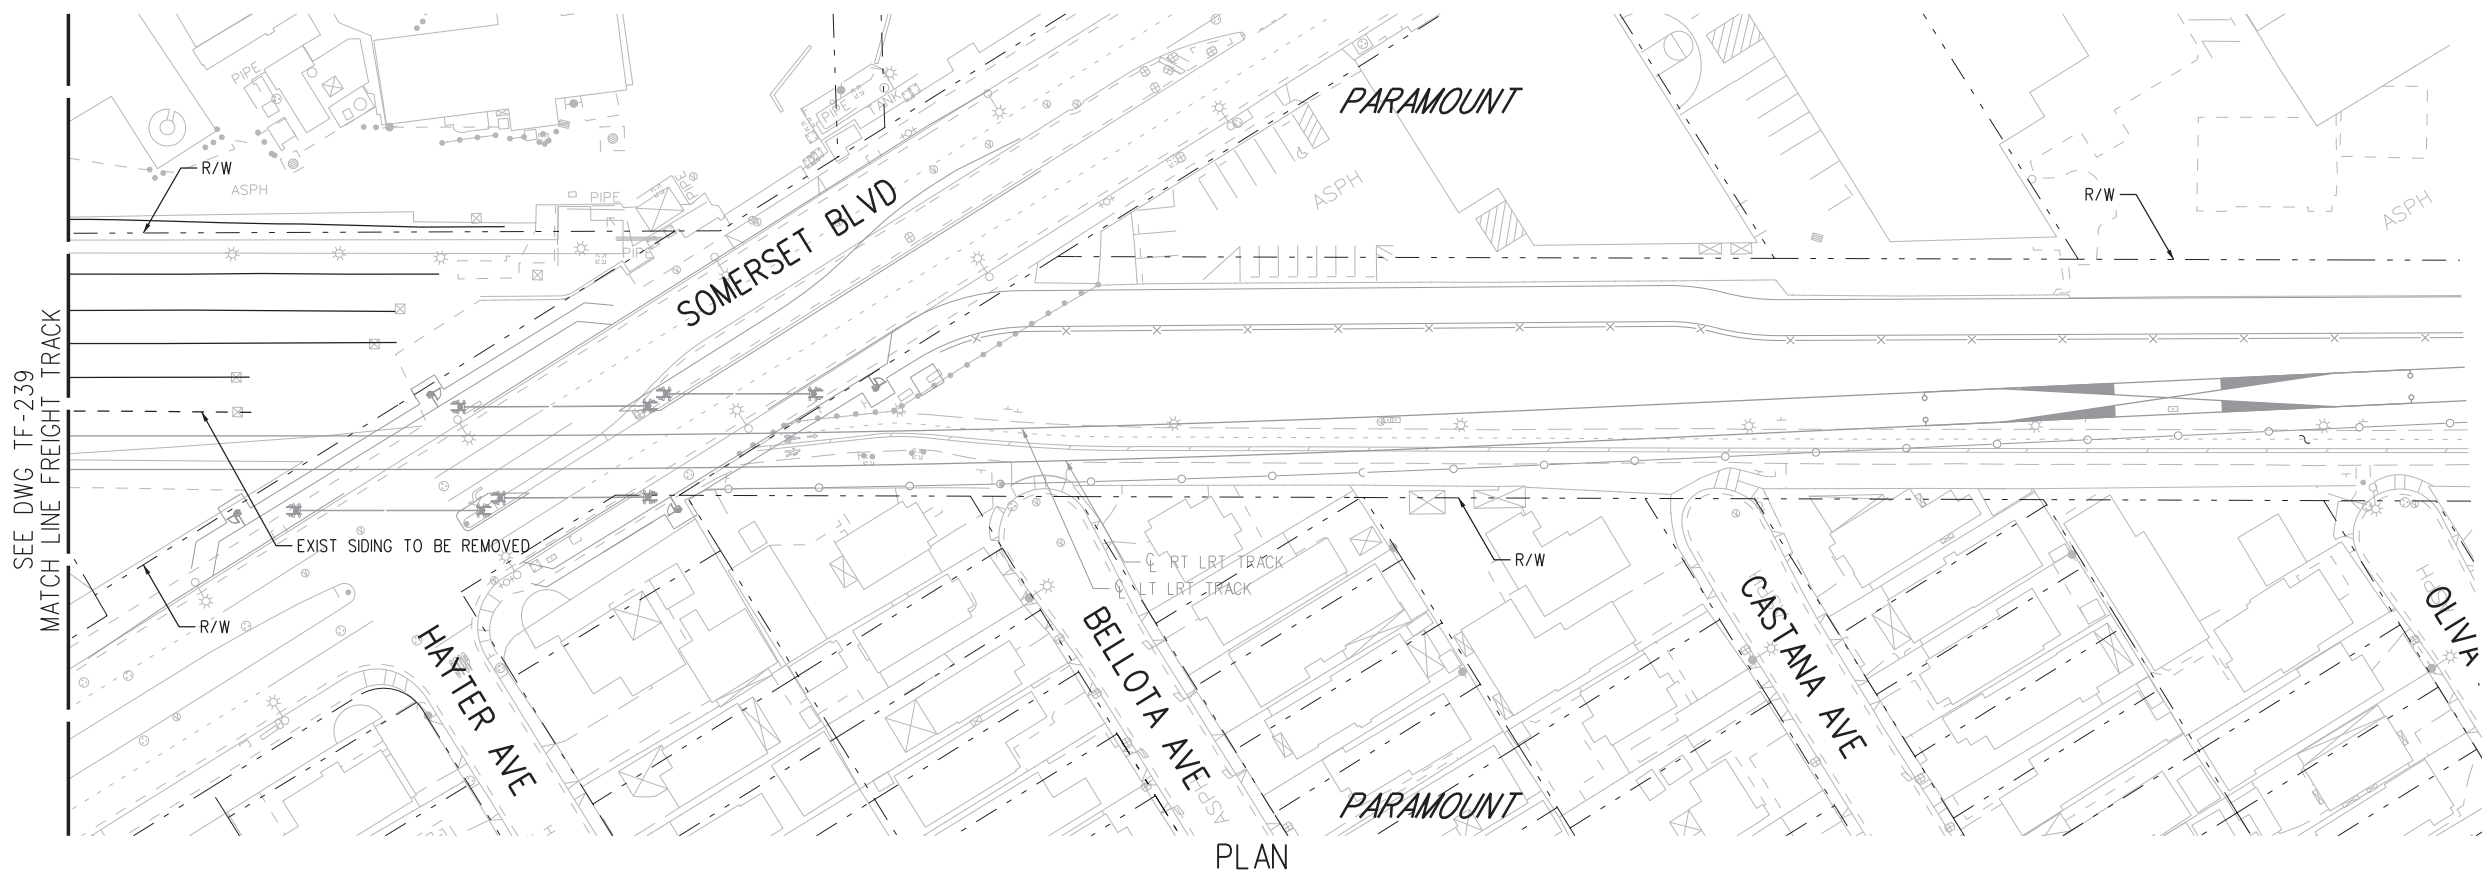 PIPE
PIPE
TANK
PARAMOUNT
R/W
ASPH
PIPE
PIPE
ASPH
R/W
ASPH
SOMERSET BLVD
PIPE
SEE DWG TF-239
MATCH LINE FREIGHT TRACK
EXIST SIDING TO BE REMOVED
R/W
℄ RT LRT TRACK
℄ LT LRT TRACK
R/W
HAYTER AVE
BELLOTA AVE
CASTANA AVE
OLIVA
ASPH
PARAMOUNT
PLAN